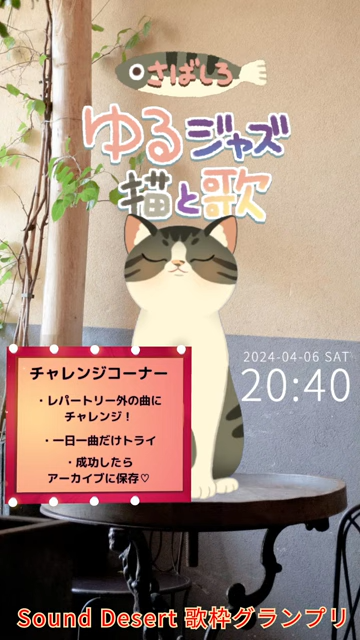 さばしろ
ゆるジャズ
猫と歌
チャレンジコーナー
・レパートリー外の曲に
チャレンジ！
・一日一曲だけトライ
・成功したら
アーカイブに保存♡
2024-04-06 SAT
20:40
Sound Desert 歌枠グランプリ